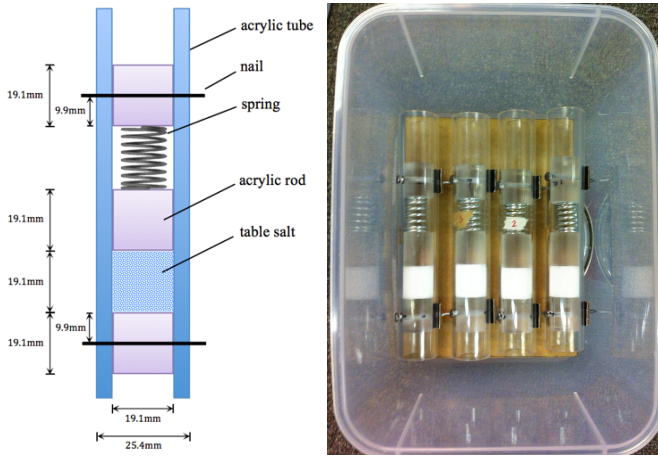 acrylic tube
nail
19.1mm
9.9mm
spring
acrylic rod
19.1mm
table salt
19.1mm
9.9mm
19.1mm
19.1mm
25.4mm
2